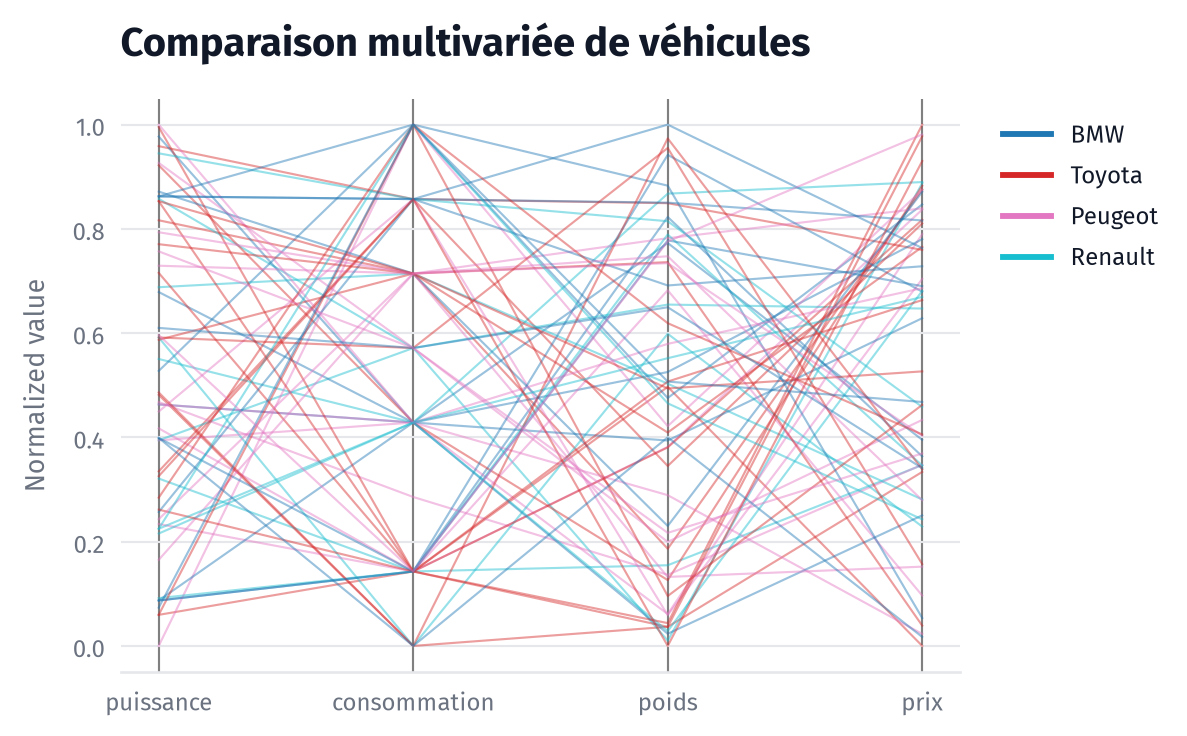 Comparaison multivariée de véhicules
Normalized value
1.0
0.8
0.6
0.4
0.2
0.0
puissance
consommation
poids
prix
BMW
Toyota
Peugeot
Renault